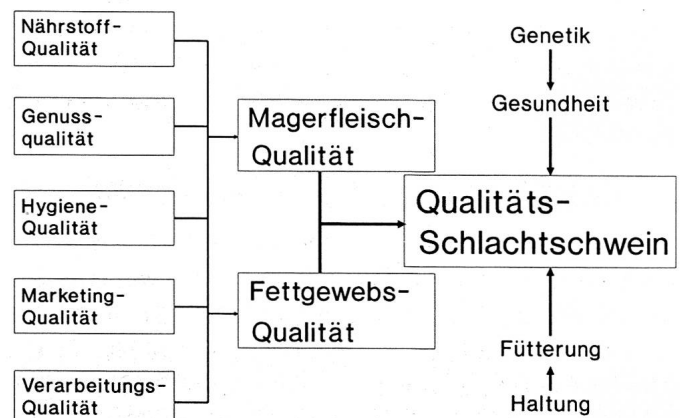 Nährstoff-
Qualität
Genuss-
qualität
Hygiene-
Qualität
Marketing-
Qualität
Verarbeitungs-
Qualität
Magerfleisch-
Qualität
Fettgewebs-
Qualität
Genetik
Gesundheit
Qualitäts-
Schlachtschwein
Fütterung
Haltung